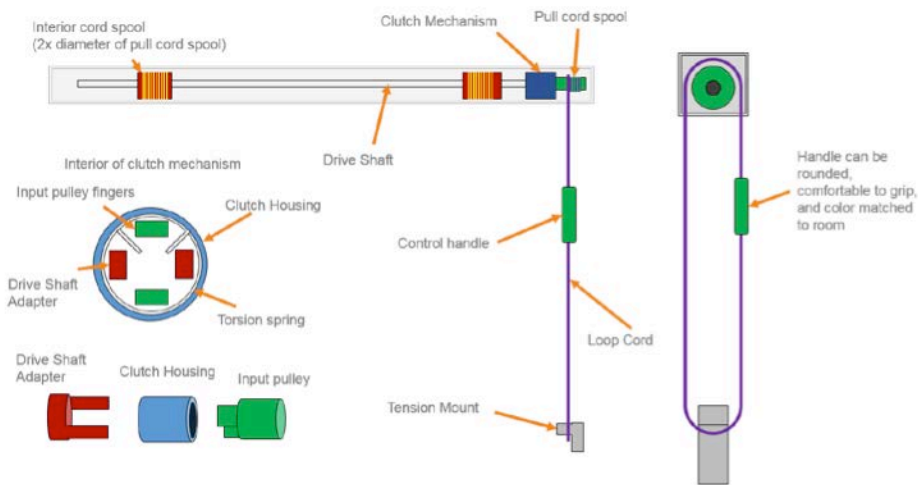 Interior cord spool
(2x diameter of pull cord spool)
Clutch Mechanism
Pull cord spool
Drive Shaft
Interior of clutch mechanism
Input pulley fingers
Clutch Housing
Drive Shaft
Adapter
Torsion spring
Drive Shaft
Adapter
Clutch Housing
Input pulley
Control handle
Loop Cord
Tension Mount
Handle can be
rounded,
comfortable to grip,
and color matched
to room